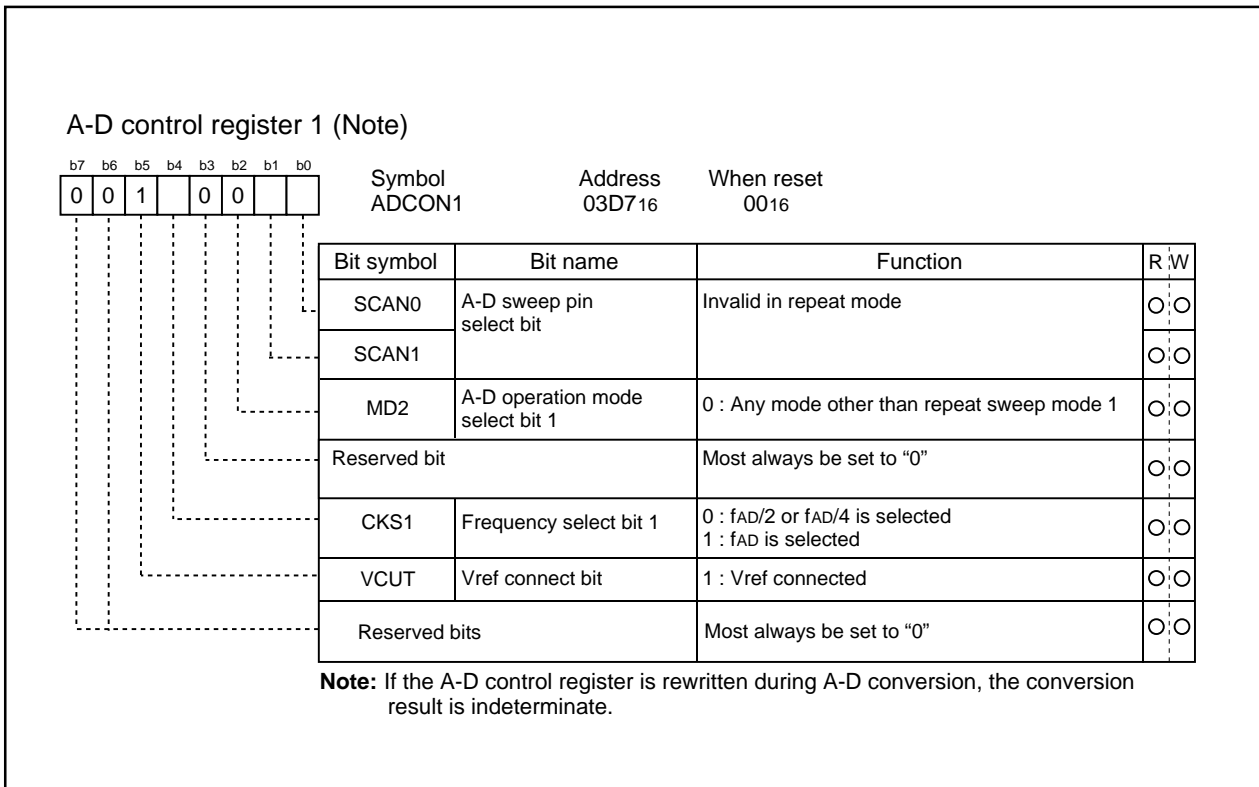 A-D control register 1 (Note)
b7 b6 b5 b4 b3 b2 b1 b0
0 0 1 0 0
Symbol Address When reset
ADCON1 03D716 0016
Bit symbol Bit name Function R W
SCAN0 A-D sweep pin select bit Invalid in repeat mode
SCAN1
MD2 A-D operation mode select bit 1 0 : Any mode other than repeat sweep mode 1
Reserved bit Most always be set to “0”
CKS1 Frequency select bit 1 0 : fAD/2 or fAD/4 is selected
1 : fAD is selected
VCUT Vref connect bit 1 : Vref connected
Reserved bits Most always be set to “0”
Note: If the A-D control register is rewritten during A-D conversion, the conversion
result is indeterminate.